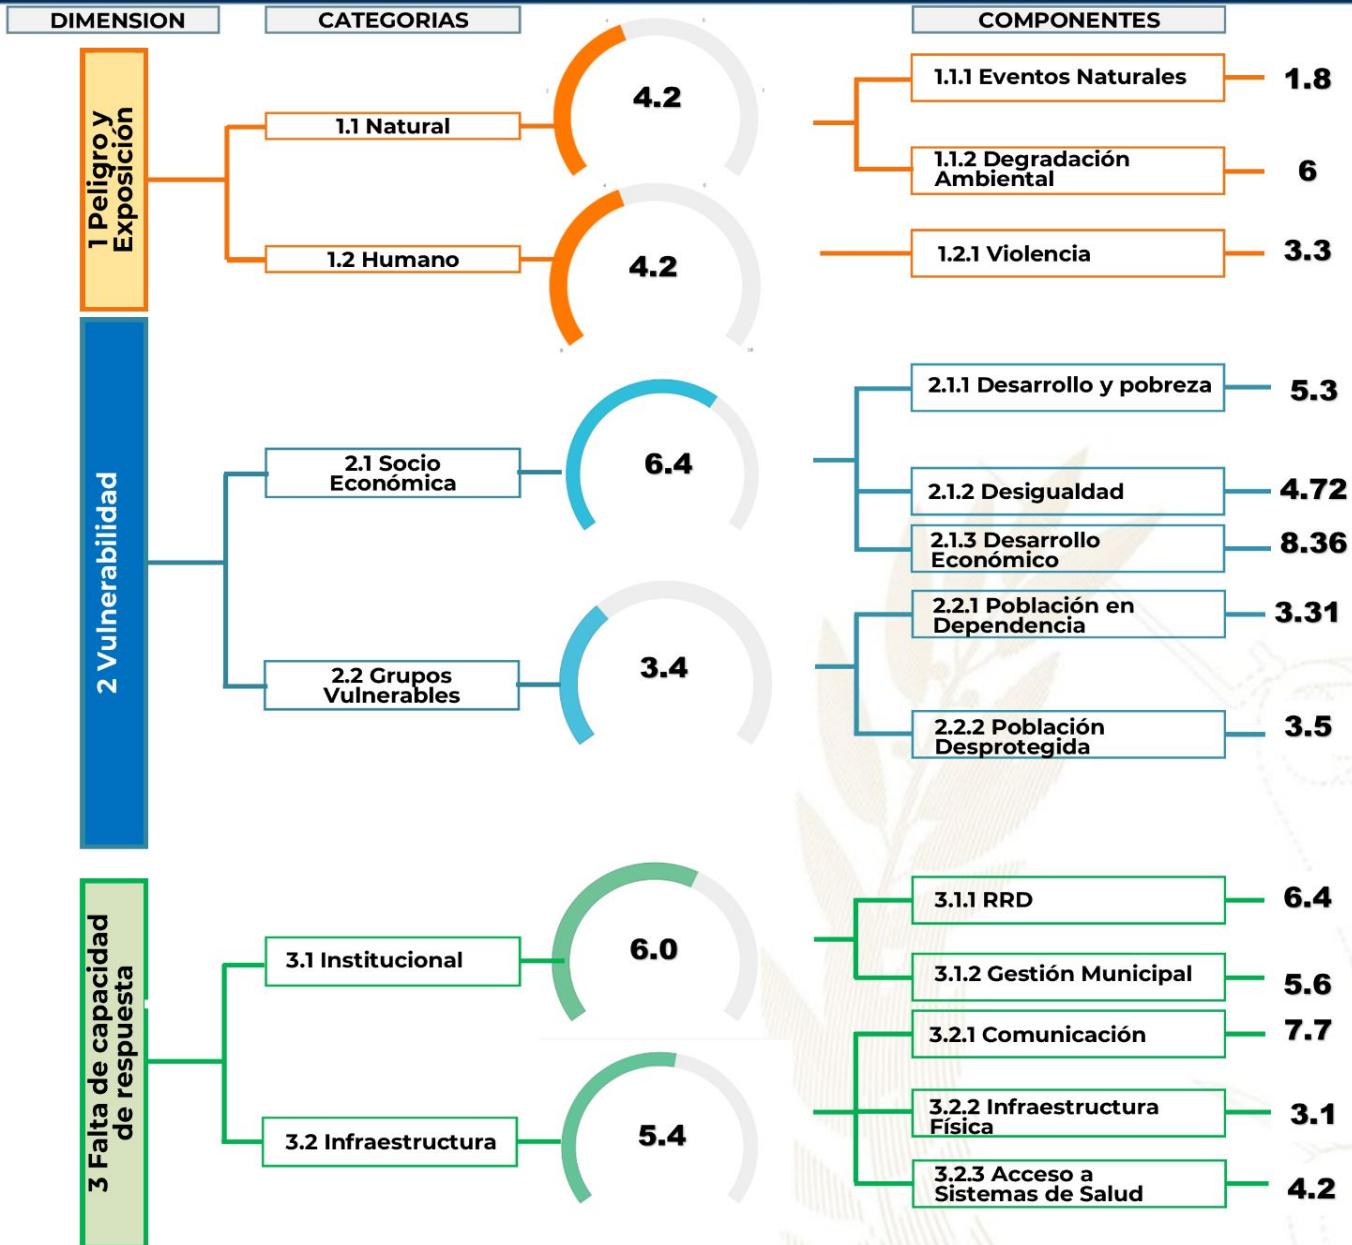 DIMENSION
CATEGORIAS
COMPONENTES
1 Peligro y
Exposición
1.1 Natural
4.2
1.1.1 Eventos Naturales
1.8
1.1.2 Degradación
Ambiental
6
1.2 Humano
4.2
1.2.1 Violencia
3.3
2 Vulnerabilidad
2.1 Socio
Económica
6.4
2.1.1 Desarrollo y pobreza
5.3
2.1.2 Desigualdad
4.72
2.1.3 Desarrollo
Económico
8.36
2.2 Grupos
Vulnerables
3.4
2.2.1 Población en
Dependencia
3.31
2.2.2 Población
Desprotegida
3.5
3 Falta de capacidad
de respuesta
3.1 Institucional
6.0
3.1.1 RRD
6.4
3.1.2 Gestión Municipal
5.6
3.2 Infraestructura
5.4
3.2.1 Comunicación
7.7
3.2.2 Infraestructura
Física
3.1
3.2.3 Acceso a
Sistemas de Salud
4.2